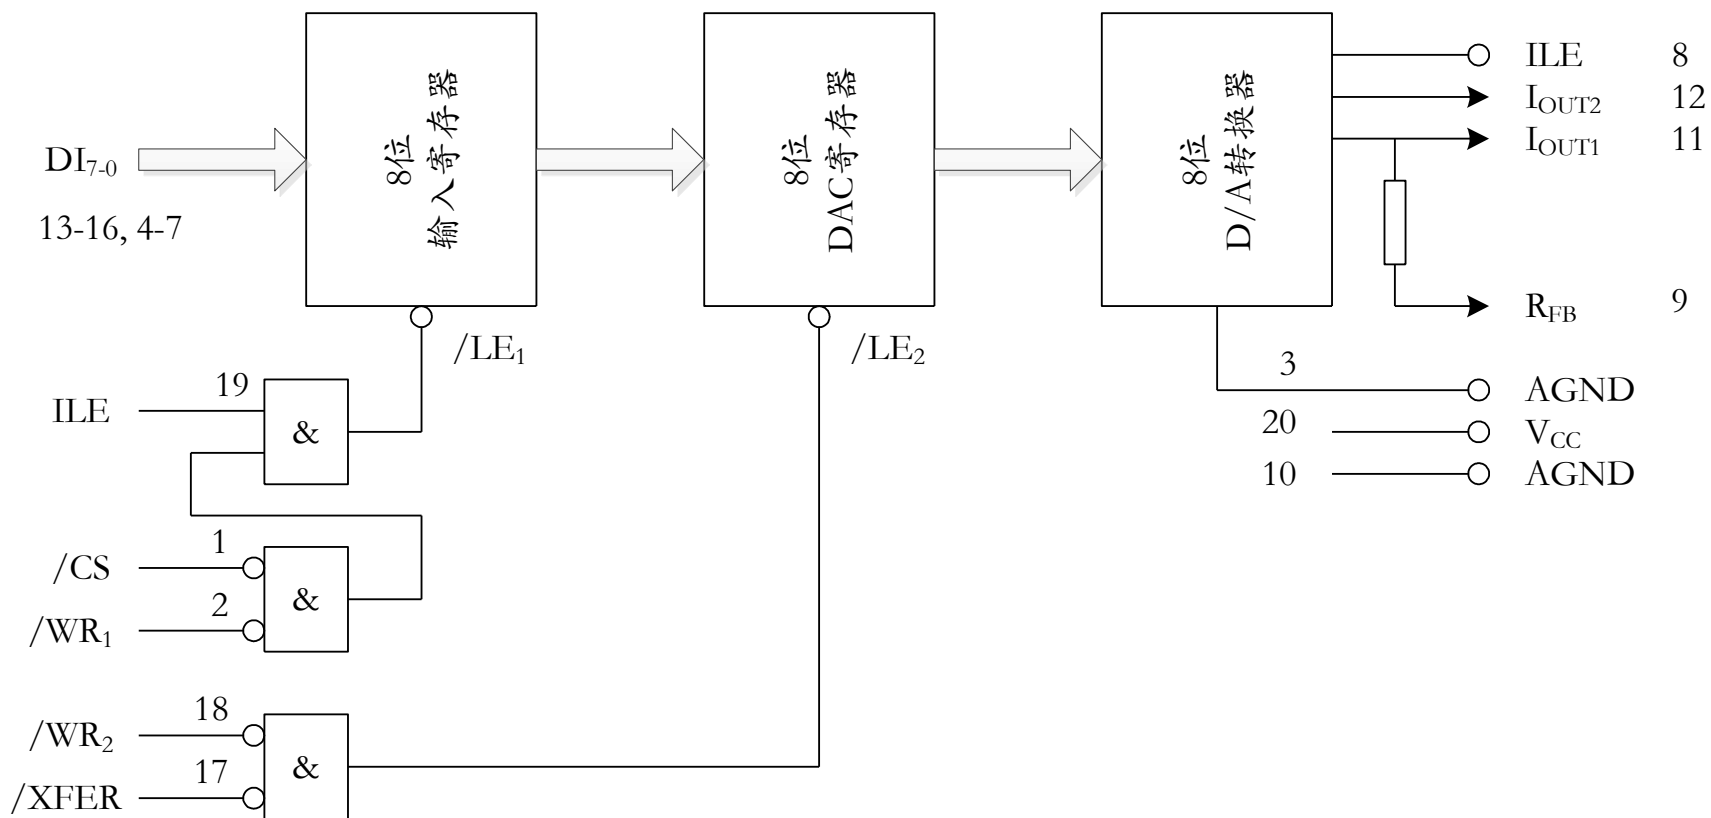 DI7-0
13-16, 4-7
8位
输入寄存器
8位
DAC寄存器
8位
D/A转换器
ILE 8
IOUT2 12
IOUT1 11
RFB 9
/LE1
/LE2
3 AGND
20 VCC
10 AGND
ILE 19
&
/CS 1
&
/WR1 2
/WR2 18
&
/XFER 17